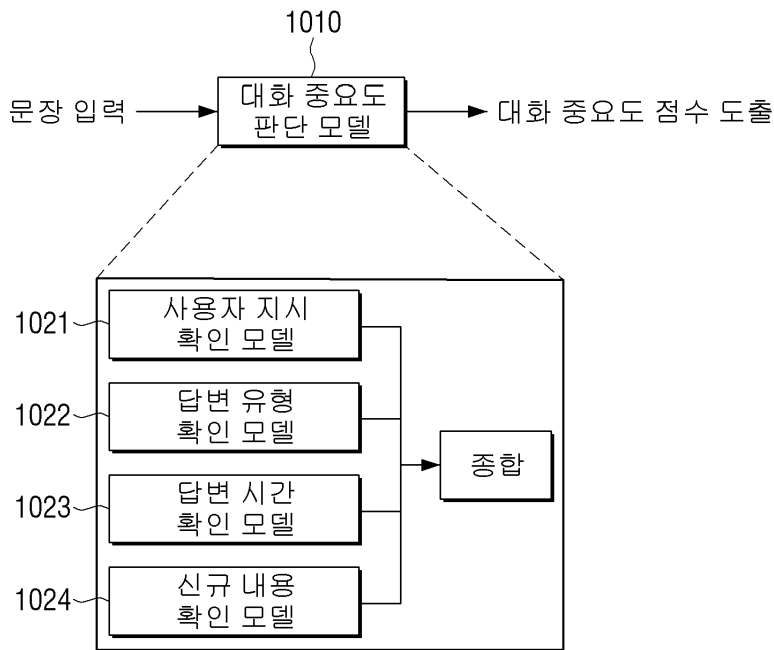 1010
문장 입력
대화 중요도
판단 모델
대화 중요도 점수 도출
1021
사용자 지시
확인 모델
1022
답변 유형
확인 모델
종합
1023
답변 시간
확인 모델
1024
신규 내용
확인 모델